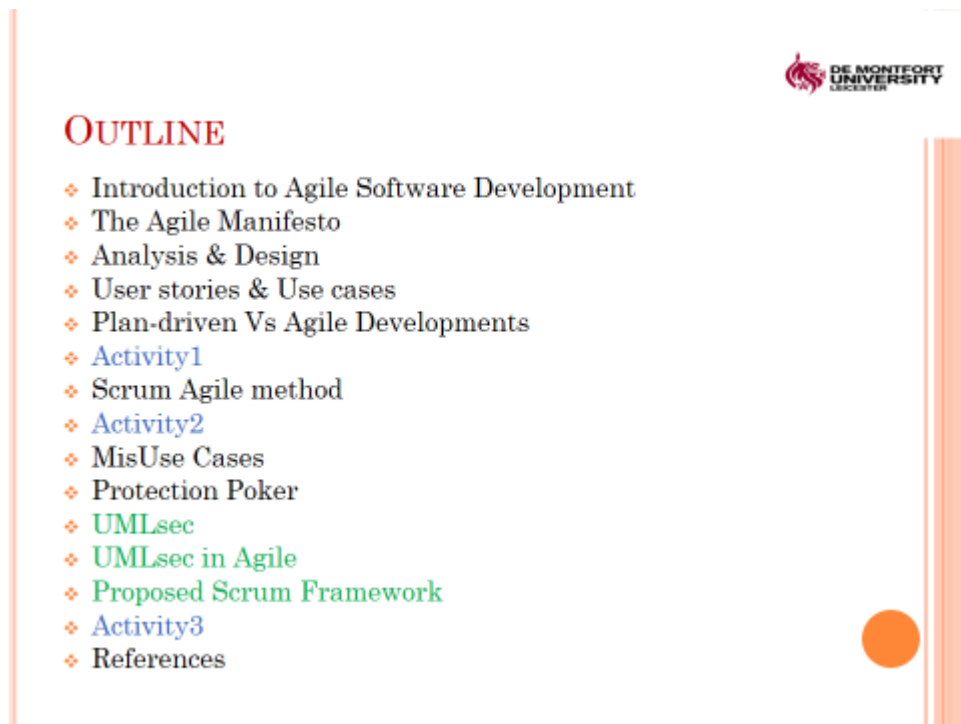 DE MONTFORT
UNIVERSITY
LEICESTER
OUTLINE
Introduction to Agile Software Development
The Agile Manifesto
Analysis & Design
User stories & Use cases
Plan-driven Vs Agile Developments
Activity1
Scrum Agile method
Activity2
MisUse Cases
Protection Poker
UMLsec
UMLsec in Agile
Proposed Scrum Framework
Activity3
References